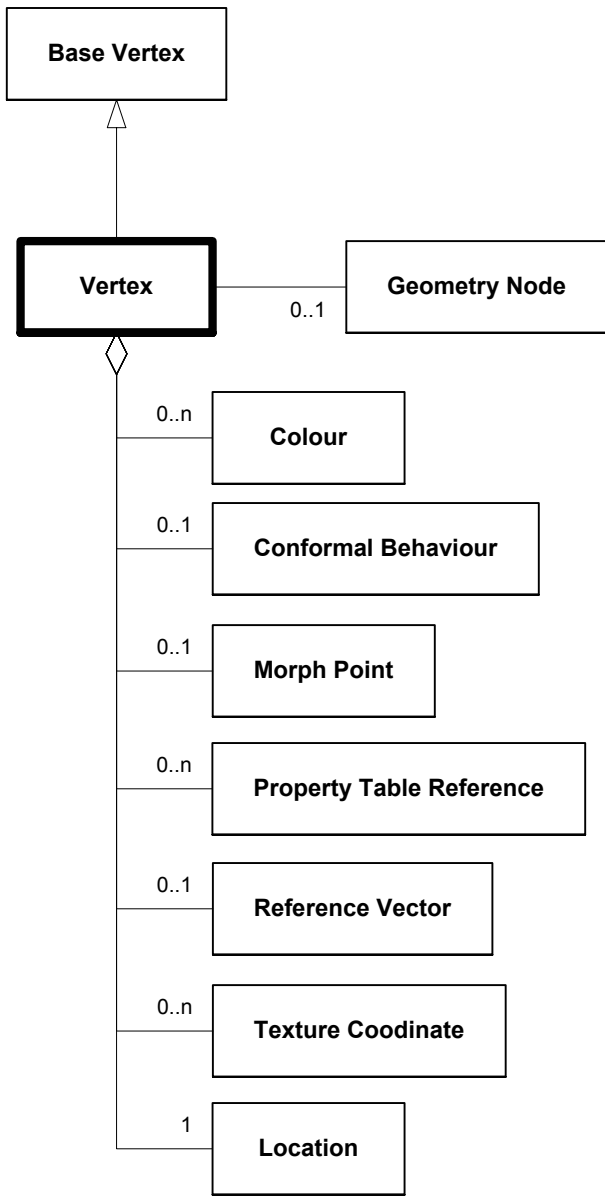 Base Vertex
Vertex
Geometry Node
0..1
0..n
Colour
0..1
Conformal Behaviour
0..1
Morph Point
0..n
Property Table Reference
0..1
Reference Vector
0..n
Texture Coodinate
1
Location